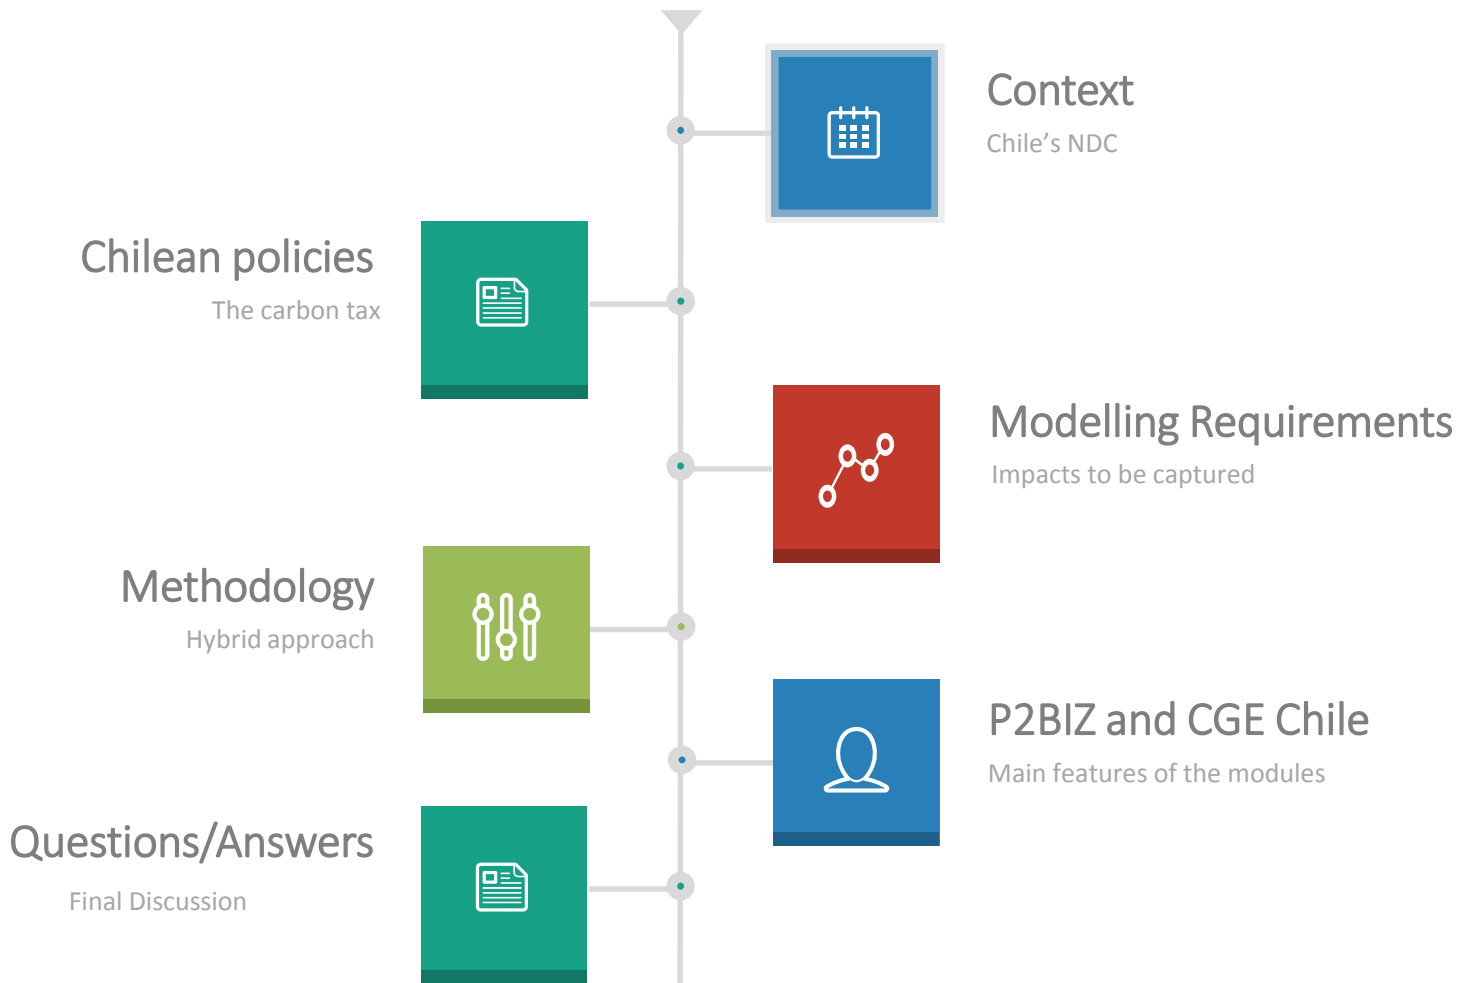 Context
Chile’s NDC
Chilean policies
The carbon tax
Modelling Requirements
Impacts to be captured
Methodology
Hybrid approach
P2BIZ and CGE Chile
Main features of the modules
Questions/Answers
Final Discussion